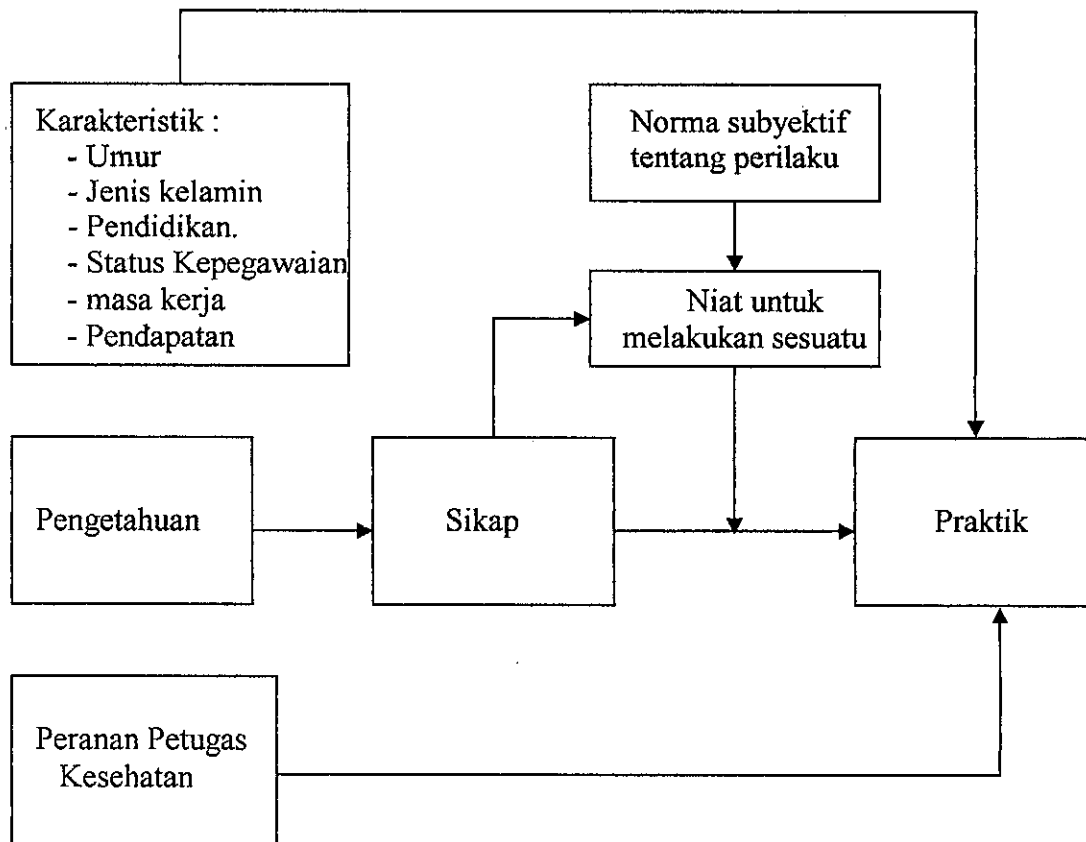 Karakteristik :
- Umur
- Jenis kelamin
- Pendidikan.
- Status Kepegawaian
- masa kerja
- Pendapatan
Norma subyektif
tentang perilaku
Niat untuk
melakukan sesuatu
Pengetahuan
Sikap
Praktik
Peranan Petugas
Kesehatan